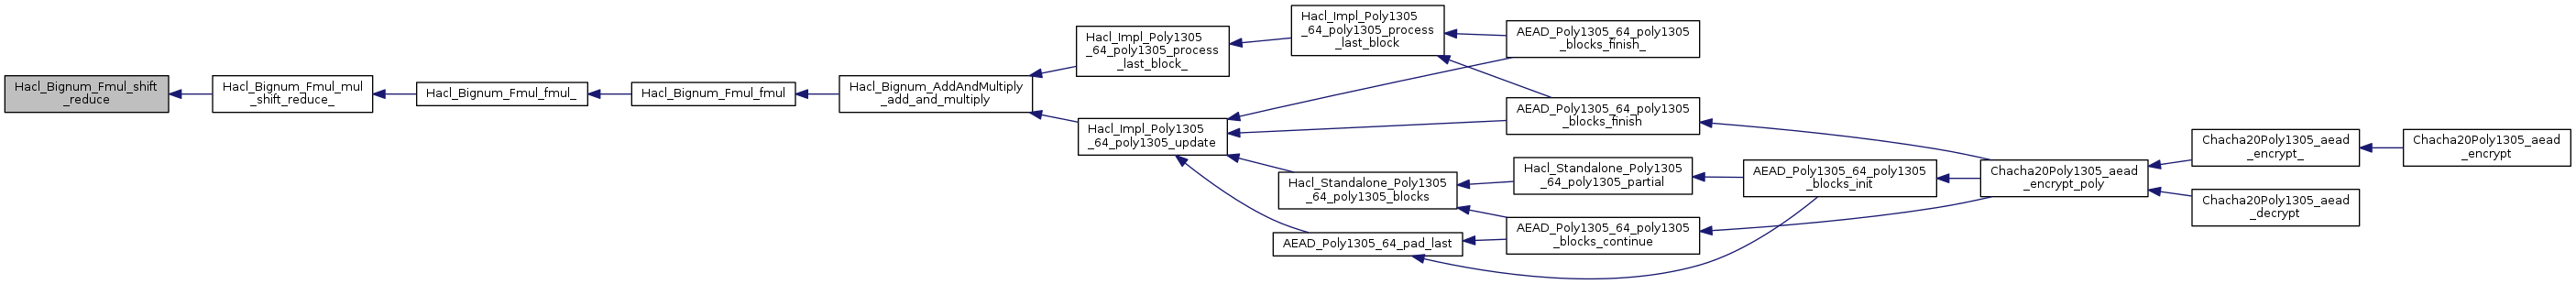 Hacl_Bignum_Fmul_shift
_reduce
Hacl_Bignum_Fmul_mul
_shift_reduce_
Hacl_Bignum_Fmul_fmul_
Hacl_Bignum_Fmul_fmul
Hacl_Bignum_AddAndMultiply
_add_and_multiply
Hacl_Impl_Poly1305
_64_poly1305_process
_last_block_
Hacl_Impl_Poly1305
_64_poly1305_update
Hacl_Impl_Poly1305
_64_poly1305_process
_last_block
Hacl_Standalone_Poly1305
_64_poly1305_blocks
AEAD_Poly1305_64_pad_last
AEAD_Poly1305_64_poly1305
_blocks_finish_
AEAD_Poly1305_64_poly1305
_blocks_finish
Hacl_Standalone_Poly1305
_64_poly1305_partial
AEAD_Poly1305_64_poly1305
_blocks_continue
AEAD_Poly1305_64_poly1305
_blocks_init
Chacha20Poly1305_aead
_encrypt_poly
Chacha20Poly1305_aead
_encrypt_
Chacha20Poly1305_aead
_decrypt
Chacha20Poly1305_aead
_encrypt